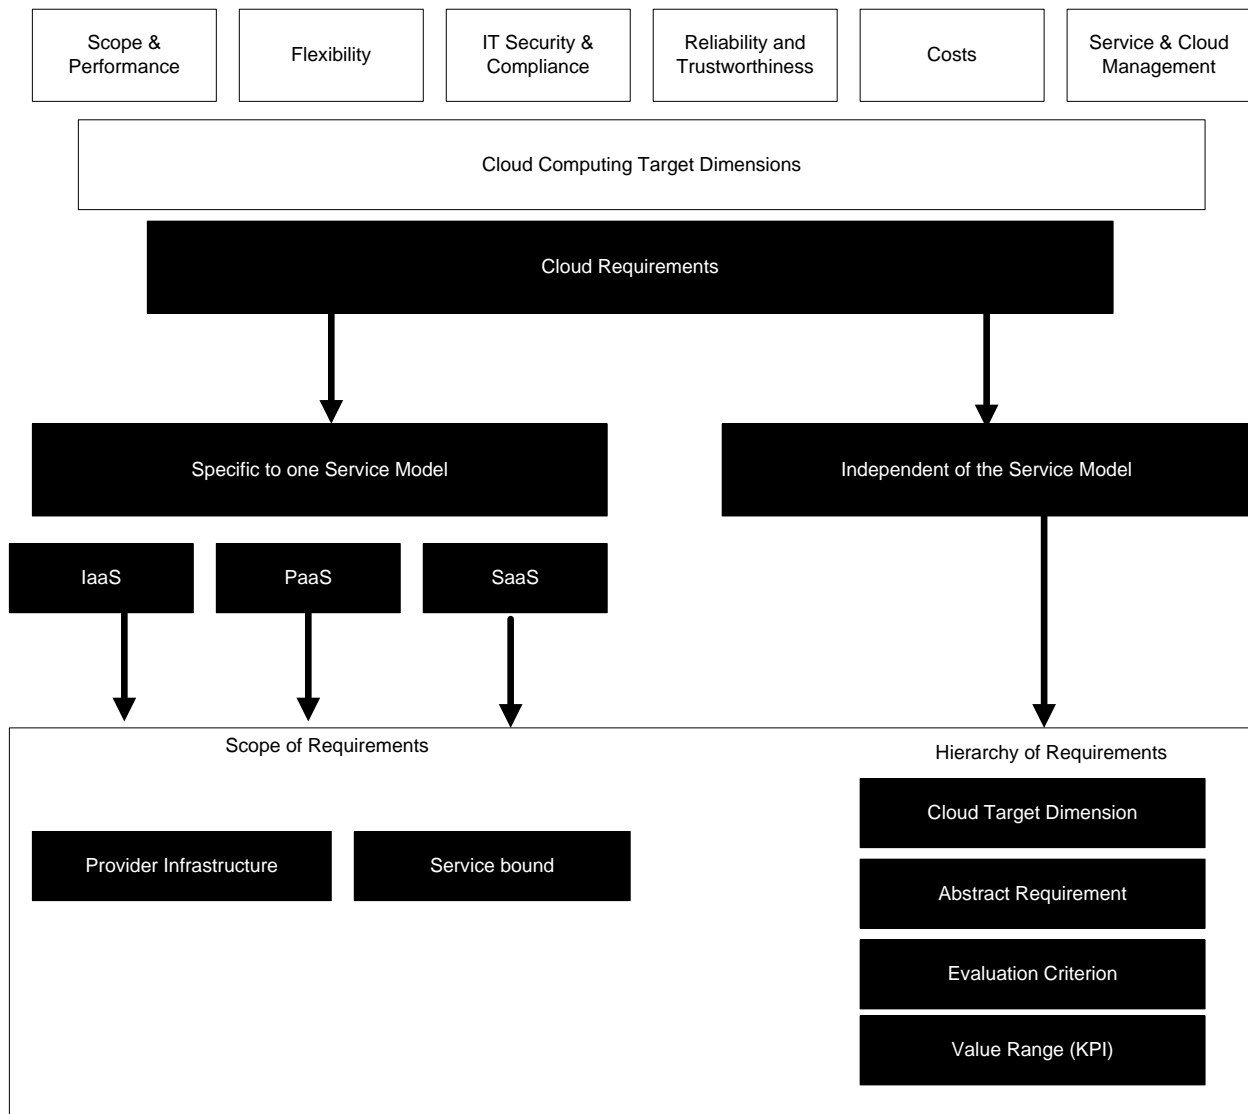 Scope &
Performance
Flexibility
IT Security &
Compliance
Reliability and
Trustworthiness
Costs
Service & Cloud
Management
Cloud Computing Target Dimensions
Cloud Requirements
Specific to one Service Model
Independent of the Service Model
IaaS
PaaS
SaaS
Scope of Requirements
Hierarchy of Requirements
Cloud Target Dimension
Provider Infrastructure
Service bound
Abstract Requirement
Evaluation Criterion
Value Range (KPI)